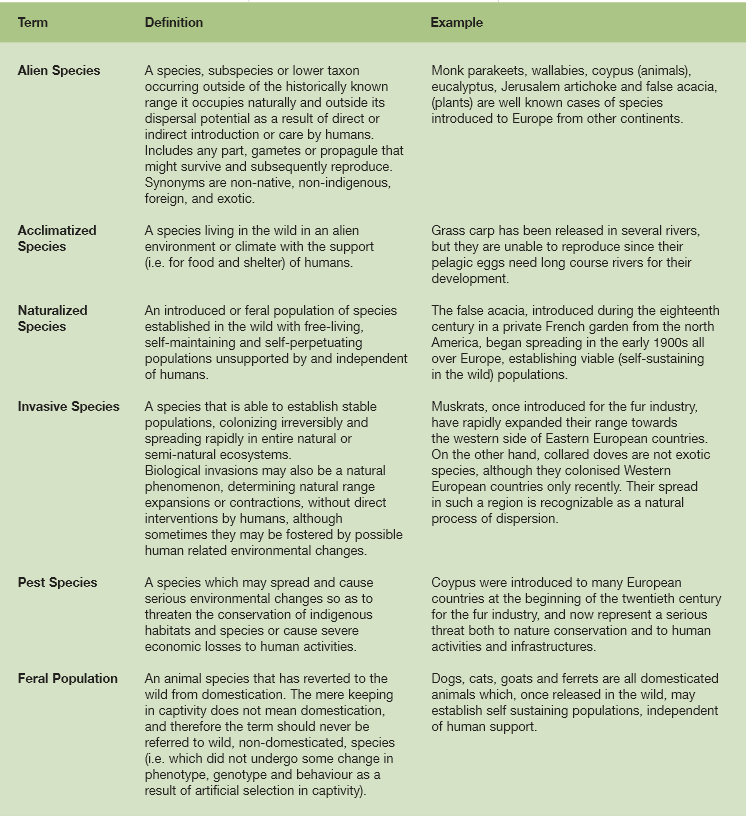 Term Definition Example
Alien Species
A species, subspecies or lower taxon
occurring outside of the historically known
range it occupies naturally and outside its
dispersal potential as a result of direct or
indirect introduction or care by humans.
Includes any part, gametes or propagule that
might survive and subsequently reproduce.
Synonyms are non-native, non-indigenous,
foreign, and exotic.
Monk parakeets, wallabies, coypus (animals),
eucalyptus, Jerusalem artichoke and false acacia,
(plants) are well known cases of species
introduced to Europe from other continents.
Acclimatized
Species
A species living in the wild in an alien
environment or climate with the support
(i.e. for food and shelter) of humans.
Grass carp has been released in several rivers,
but they are unable to reproduce since their
pelagic eggs need long course rivers for their
development.
Naturalized
Species
An introduced or feral population of species
established in the wild with free-living,
self-maintaining and self-perpetuating
populations unsupported by and independent
of humans.
The false acacia, introduced during the eighteenth
century in a private French garden from the north
America, began spreading in the early 1900s all
over Europe, establishing viable (self-sustaining
in the wild) populations.
Invasive Species
A species that is able to establish stable
populations, colonizing irreversibly and
spreading rapidly in entire natural or
semi-natural ecosystems.
Biological invasions may also be a natural
phenomenon, determining natural range
expansions or contractions, without direct
interventions by humans, although
sometimes they may be fostered by possible
human related environmental changes.
Muskrats, once introduced for the fur industry,
have rapidly expanded their range towards
the western side of Eastern European countries.
On the other hand, collared doves are not exotic
species, although they colonised Western
European countries only recently. Their spread
in such a region is recognizable as a natural
process of dispersion.
Pest Species
A species which may spread and cause
serious environmental changes so as to
threaten the conservation of indigenous
habitats and species or cause severe
economic losses to human activities.
Coypus were introduced to many European
countries at the beginning of the twentieth century
for the fur industry, and now represent a serious
threat both to nature conservation and to human
activities and infrastructures.
Feral Population
An animal species that has reverted to the
wild from domestication. The mere keeping
in captivity does not mean domestication,
and therefore the term should never be
referred to wild, non-domesticated, species
(i.e. which did not undergo some change in
phenotype, genotype and behaviour as a
result of artificial selection in captivity).
Dogs, cats, goats and ferrets are all domesticated
animals which, once released in the wild, may
establish self sustaining populations, independent
of human support.